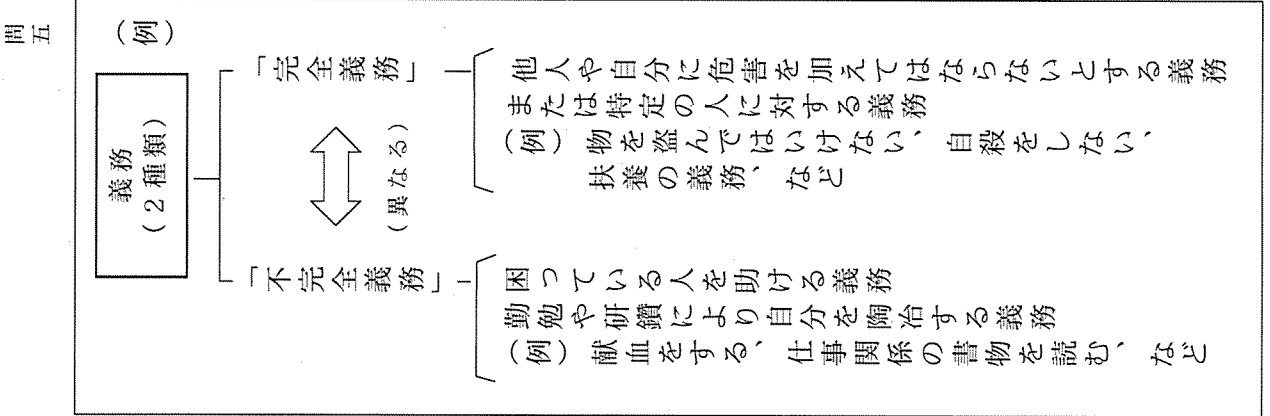 問五
(例)
義務
(2種類)
「完全義務」
他人や自分に危害を加えてはならないとする義務
または特定の人に対する義務
(例) 物を盗んではいけない、自殺をしない、
扶養の義務、など
(異なる)
「不完全義務」
困っている人を助ける義務
勤勉や研鑽により自分を陶冶する義務
(例) 献血をする、仕事関係の書物を読む、など